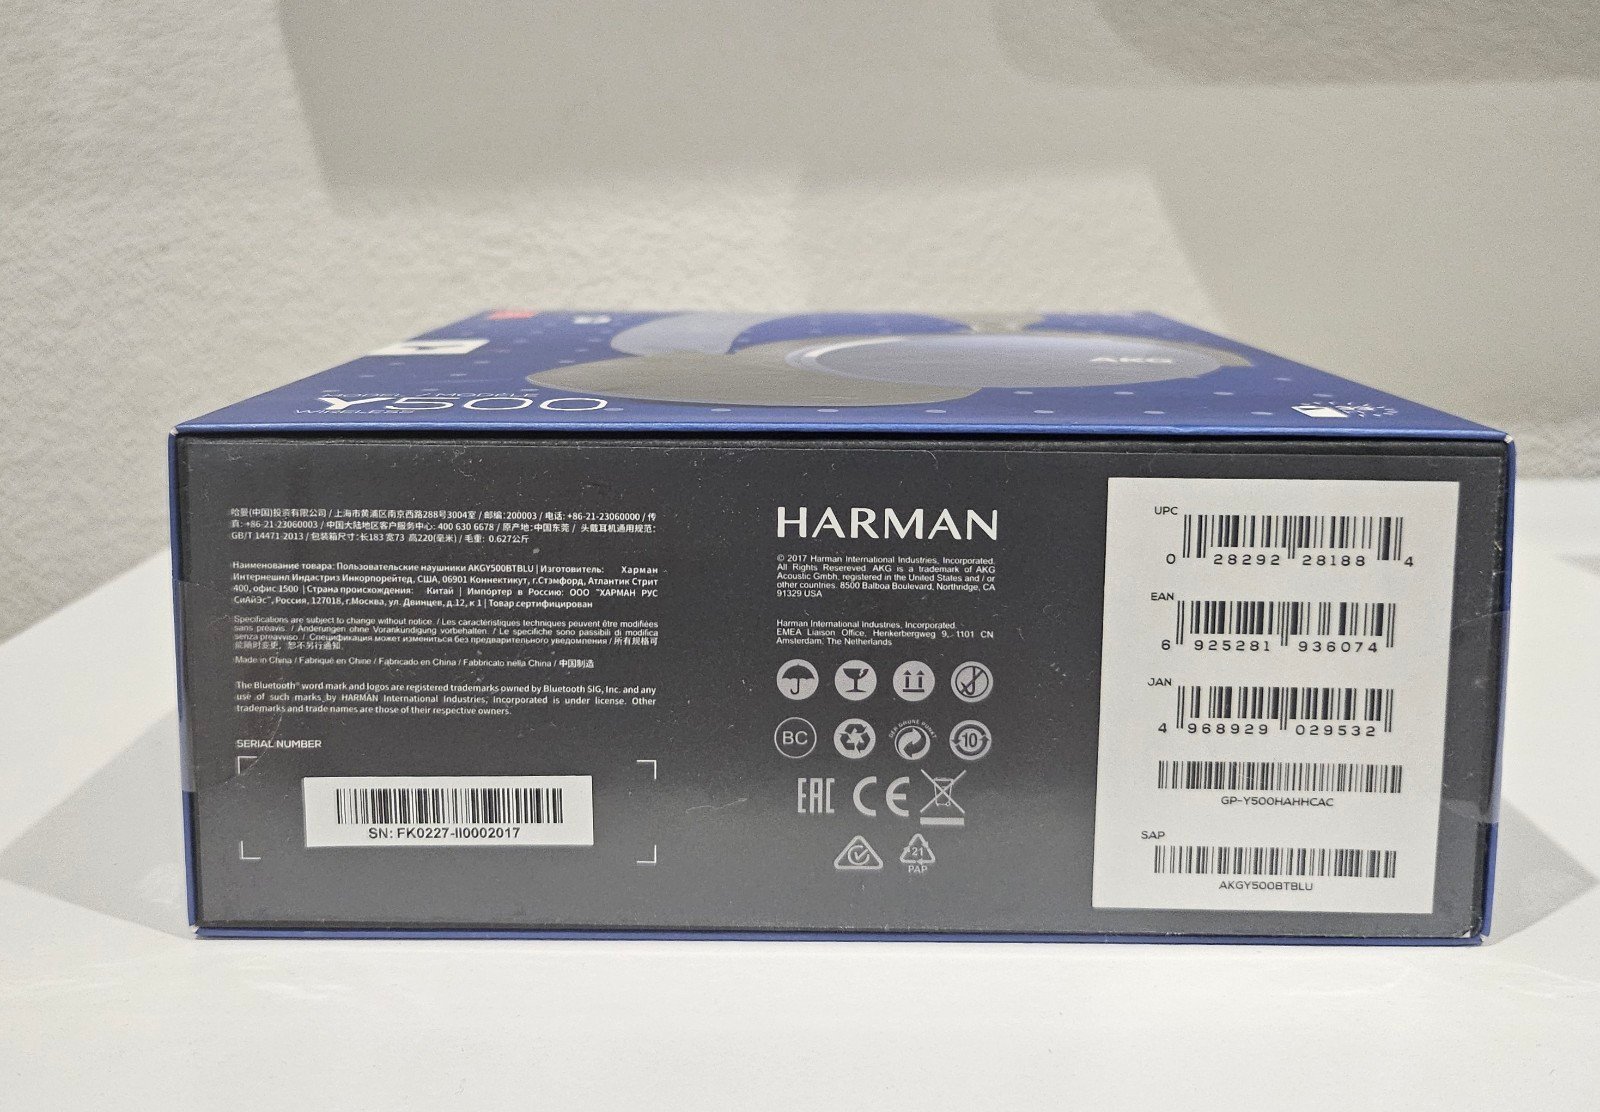 AKG
Y500
WIRELESS
哈曼(中国)投资有限公司 / 上海市黄浦区南京西路288号3004室 / 邮编: 200003 / 电话: +86-21-23060000 / 传
真: +86-21-23060003 / 中国大陆地区客户服务中心: 400 630 6678 / 原产地: 中国东莞 / 头戴耳机通用规范:
GB/T 14471-2013 / 包装箱尺寸: 长183 宽73 高220(毫米) / 毛重: 0.627公斤
Наименование товара: Пользовательские наушники AKGY500BTBLU | Изготовитель: Харман
Интернешнл Индастриз Инкорпорейтед, США, 06901 Коннектикут, г.Стэмфорд, Атлантик Стрит
400, офис 1500 | Страна происхождения: Китай | Импортер в Россию: ООО "ХАРМАН РУС
СиАйЭс", Россия, 127018, г.Москва, ул. Двинцев, д.12, к 1 | Товар сертифицирован
Specifications are subject to change without notice. / Les caractéristiques techniques peuvent être modifiées
sans préavis. / Änderungen ohne Vorankündigung vorbehalten. / Le specifiche sono passibili di modifica
senza preavviso. / Спецификация может измениться без предварительного уведомления / 所有规格可
能随时变更，恕不另行通知
Made in China / Fabriqué en Chine / Fabricado en China / Fabbricato nella China / 中国制造
The Bluetooth® word mark and logos are registered trademarks owned by Bluetooth SIG, Inc. and any
use of such marks by HARMAN International Industries, Incorporated is under license. Other
trademarks and trade names are those of their respective owners.
SERIAL NUMBER
SN: FK0227-II0002017
HARMAN
© 2017 Harman International Industries, Incorporated.
All Rights Resereved AKG is a trademark of AKG
Acoustic Gmbh, registered in the United States and / or
other countries. 8500 Balboa Boulevard, Northridge, CA
91329 USA
Harman International Industries, Incorporated.
EMEA Liaison Office, Herikerbergweg 9, 1101 CN
Amsterdam, The Netherlands
BC
DER GRÜNE PUNKT
10
EAC CE
21
PAP
UPC
0 28292 28188 4
EAN
6 925281 936074
JAN
4 968929 029532
GP-Y500HAHHCAC
SAP
AKGY500BTBLU